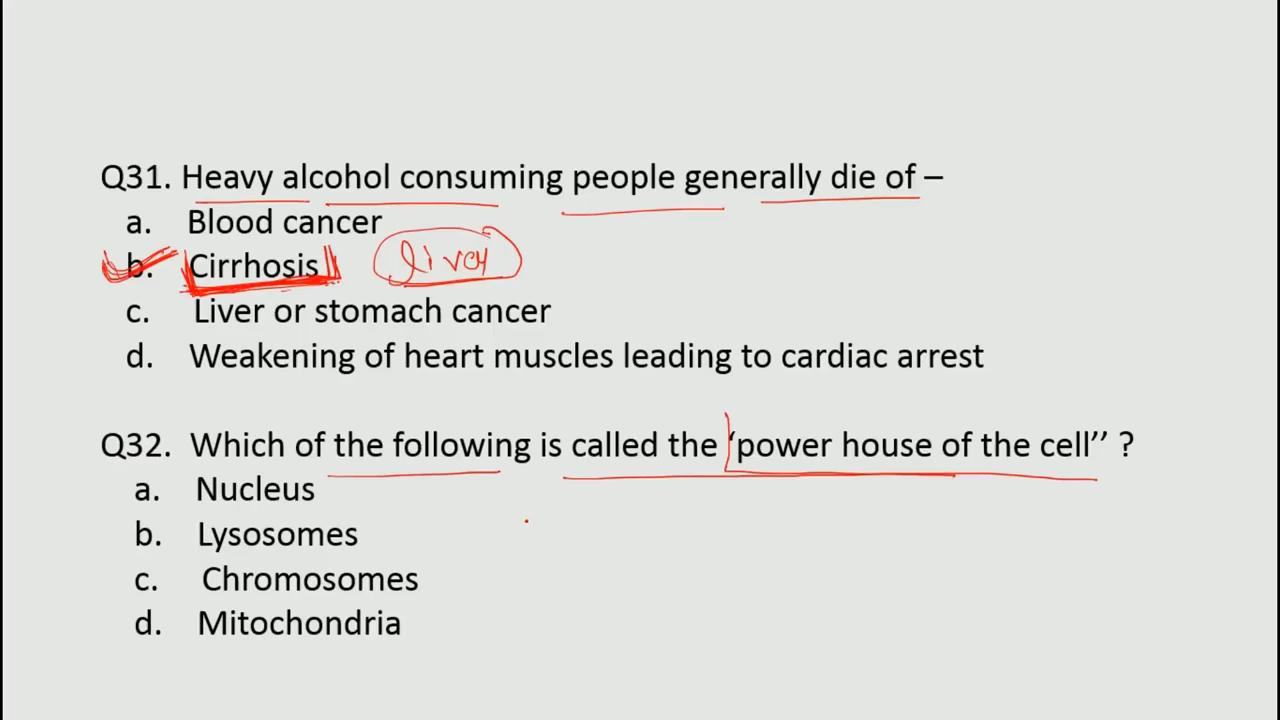 Q31. Heavy alcohol consuming people generally die of –
a. Blood cancer
b. Cirrhosis liver
c. Liver or stomach cancer
d. Weakening of heart muscles leading to cardiac arrest
Q32. Which of the following is called the ‘power house of the cell’’ ?
a. Nucleus
b. Lysosomes
c. Chromosomes
d. Mitochondria